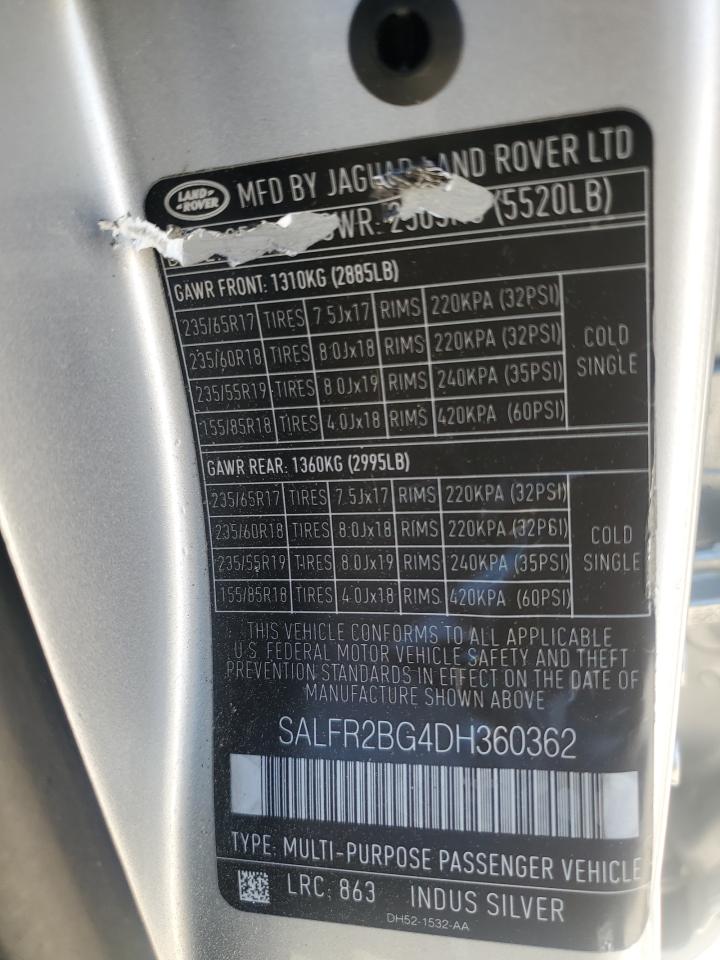 LAND ROVER MFD BY JAGUAR LAND ROVER LTD
(5520LB)
GAWR FRONT: 1310KG (2885LB)
235/65R17 TIRES 7.5Jx17 RIMS 220KPA (32PSI)
235/60R18 TIRES 8.0Jx18 RIMS 220KPA (32PSI)
235/55R19 TIRES 8.0Jx19 RIMS 240KPA (35PSI)
155/85R18 TIRES 4.0Jx18 RIMS 420KPA (60PSI)
COLD
SINGLE
GAWR REAR: 1360KG (2995LB)
235/65R17 TIRES 7.5Jx17 RIMS 220KPA (32PSI)
235/60R18 TIRES 8.0Jx18 RIMS 220KPA (32PSI)
235/55R19 TIRES 8.0Jx19 RIMS 240KPA (35PSI)
155/85R18 TIRES 4.0Jx18 RIMS 420KPA (60PSI)
COLD
SINGLE
THIS VEHICLE CONFORMS TO ALL APPLICABLE
U.S. FEDERAL MOTOR VEHICLE SAFETY AND THEFT
PREVENTION STANDARDS IN EFFECT ON THE DATE OF
MANUFACTURE SHOWN ABOVE
SALFR2BG4DH360362
TYPE: MULTI-PURPOSE PASSENGER VEHICLE
LRC: 863 INDUS SILVER
DH52-1532-AA